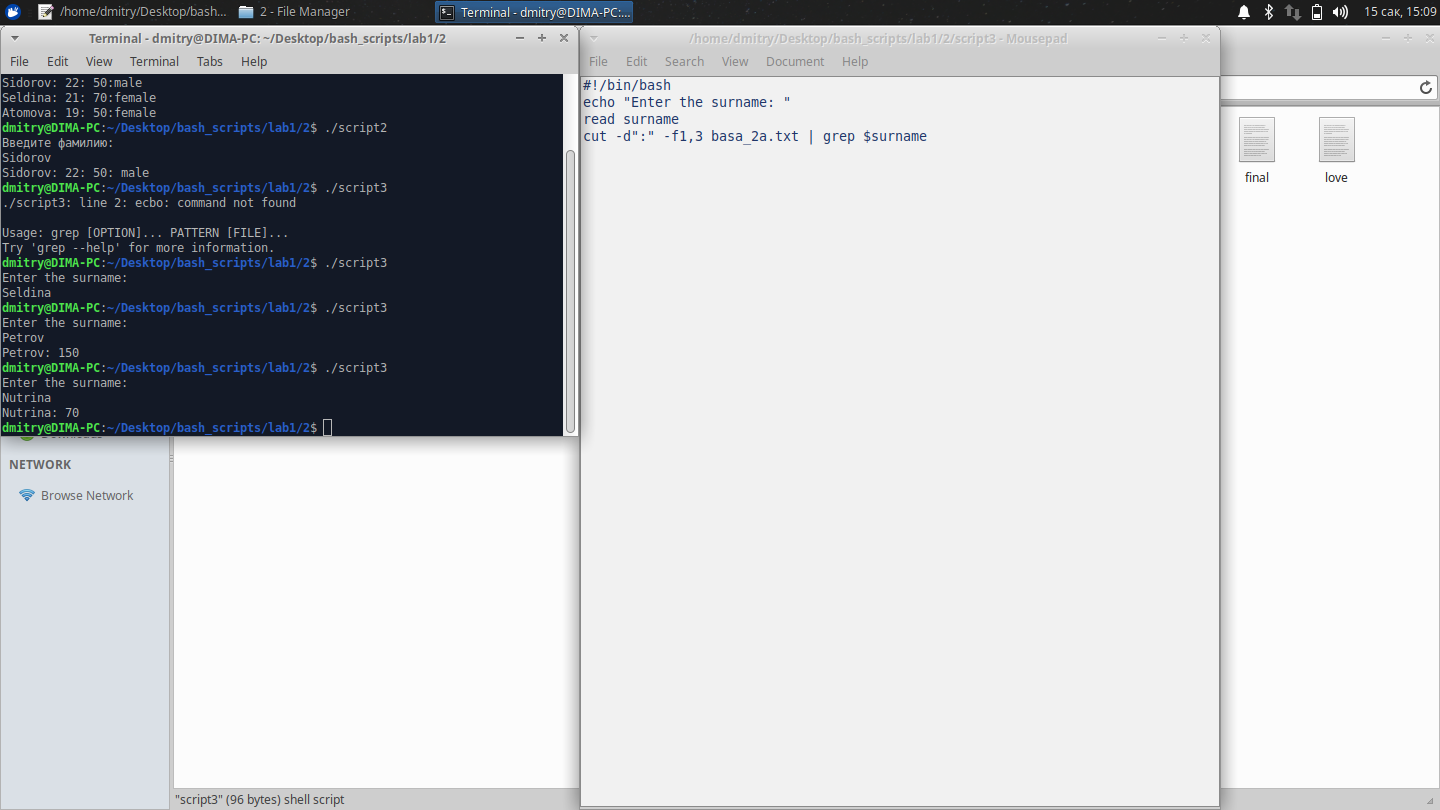 /home/dmitry/Desktop/bash...
2 - File Manager
Terminal - dmitry@DIMA-PC:...
15 сак, 15:09
Terminal - dmitry@DIMA-PC: ~/Desktop/bash_scripts/lab1/2
File Edit View Terminal Tabs Help
Sidorov: 22: 50:male
Seldina: 21: 70:female
Atomova: 19: 50:female
dmitry@DIMA-PC:~/Desktop/bash_scripts/lab1/2$ ./script2
Введите фамилию:
Sidorov
Sidorov: 22: 50: male
dmitry@DIMA-PC:~/Desktop/bash_scripts/lab1/2$ ./script3
./script3: line 2: ecbo: command not found
Usage: grep [OPTION]... PATTERN [FILE]...
Try 'grep --help' for more information.
dmitry@DIMA-PC:~/Desktop/bash_scripts/lab1/2$ ./script3
Enter the surname:
Seldina
dmitry@DIMA-PC:~/Desktop/bash_scripts/lab1/2$ ./script3
Enter the surname:
Petrov
Petrov: 150
dmitry@DIMA-PC:~/Desktop/bash_scripts/lab1/2$ ./script3
Enter the surname:
Nutrina
Nutrina: 70
dmitry@DIMA-PC:~/Desktop/bash_scripts/lab1/2$
NETWORK
Browse Network
/home/dmitry/Desktop/bash_scripts/lab1/2/script3 - Mousepad
File Edit Search View Document Help
#!/bin/bash
echo "Enter the surname: "
read surname
cut -d":" -f1,3 basa_2a.txt | grep $surname
final
love
"script3" (96 bytes) shell script